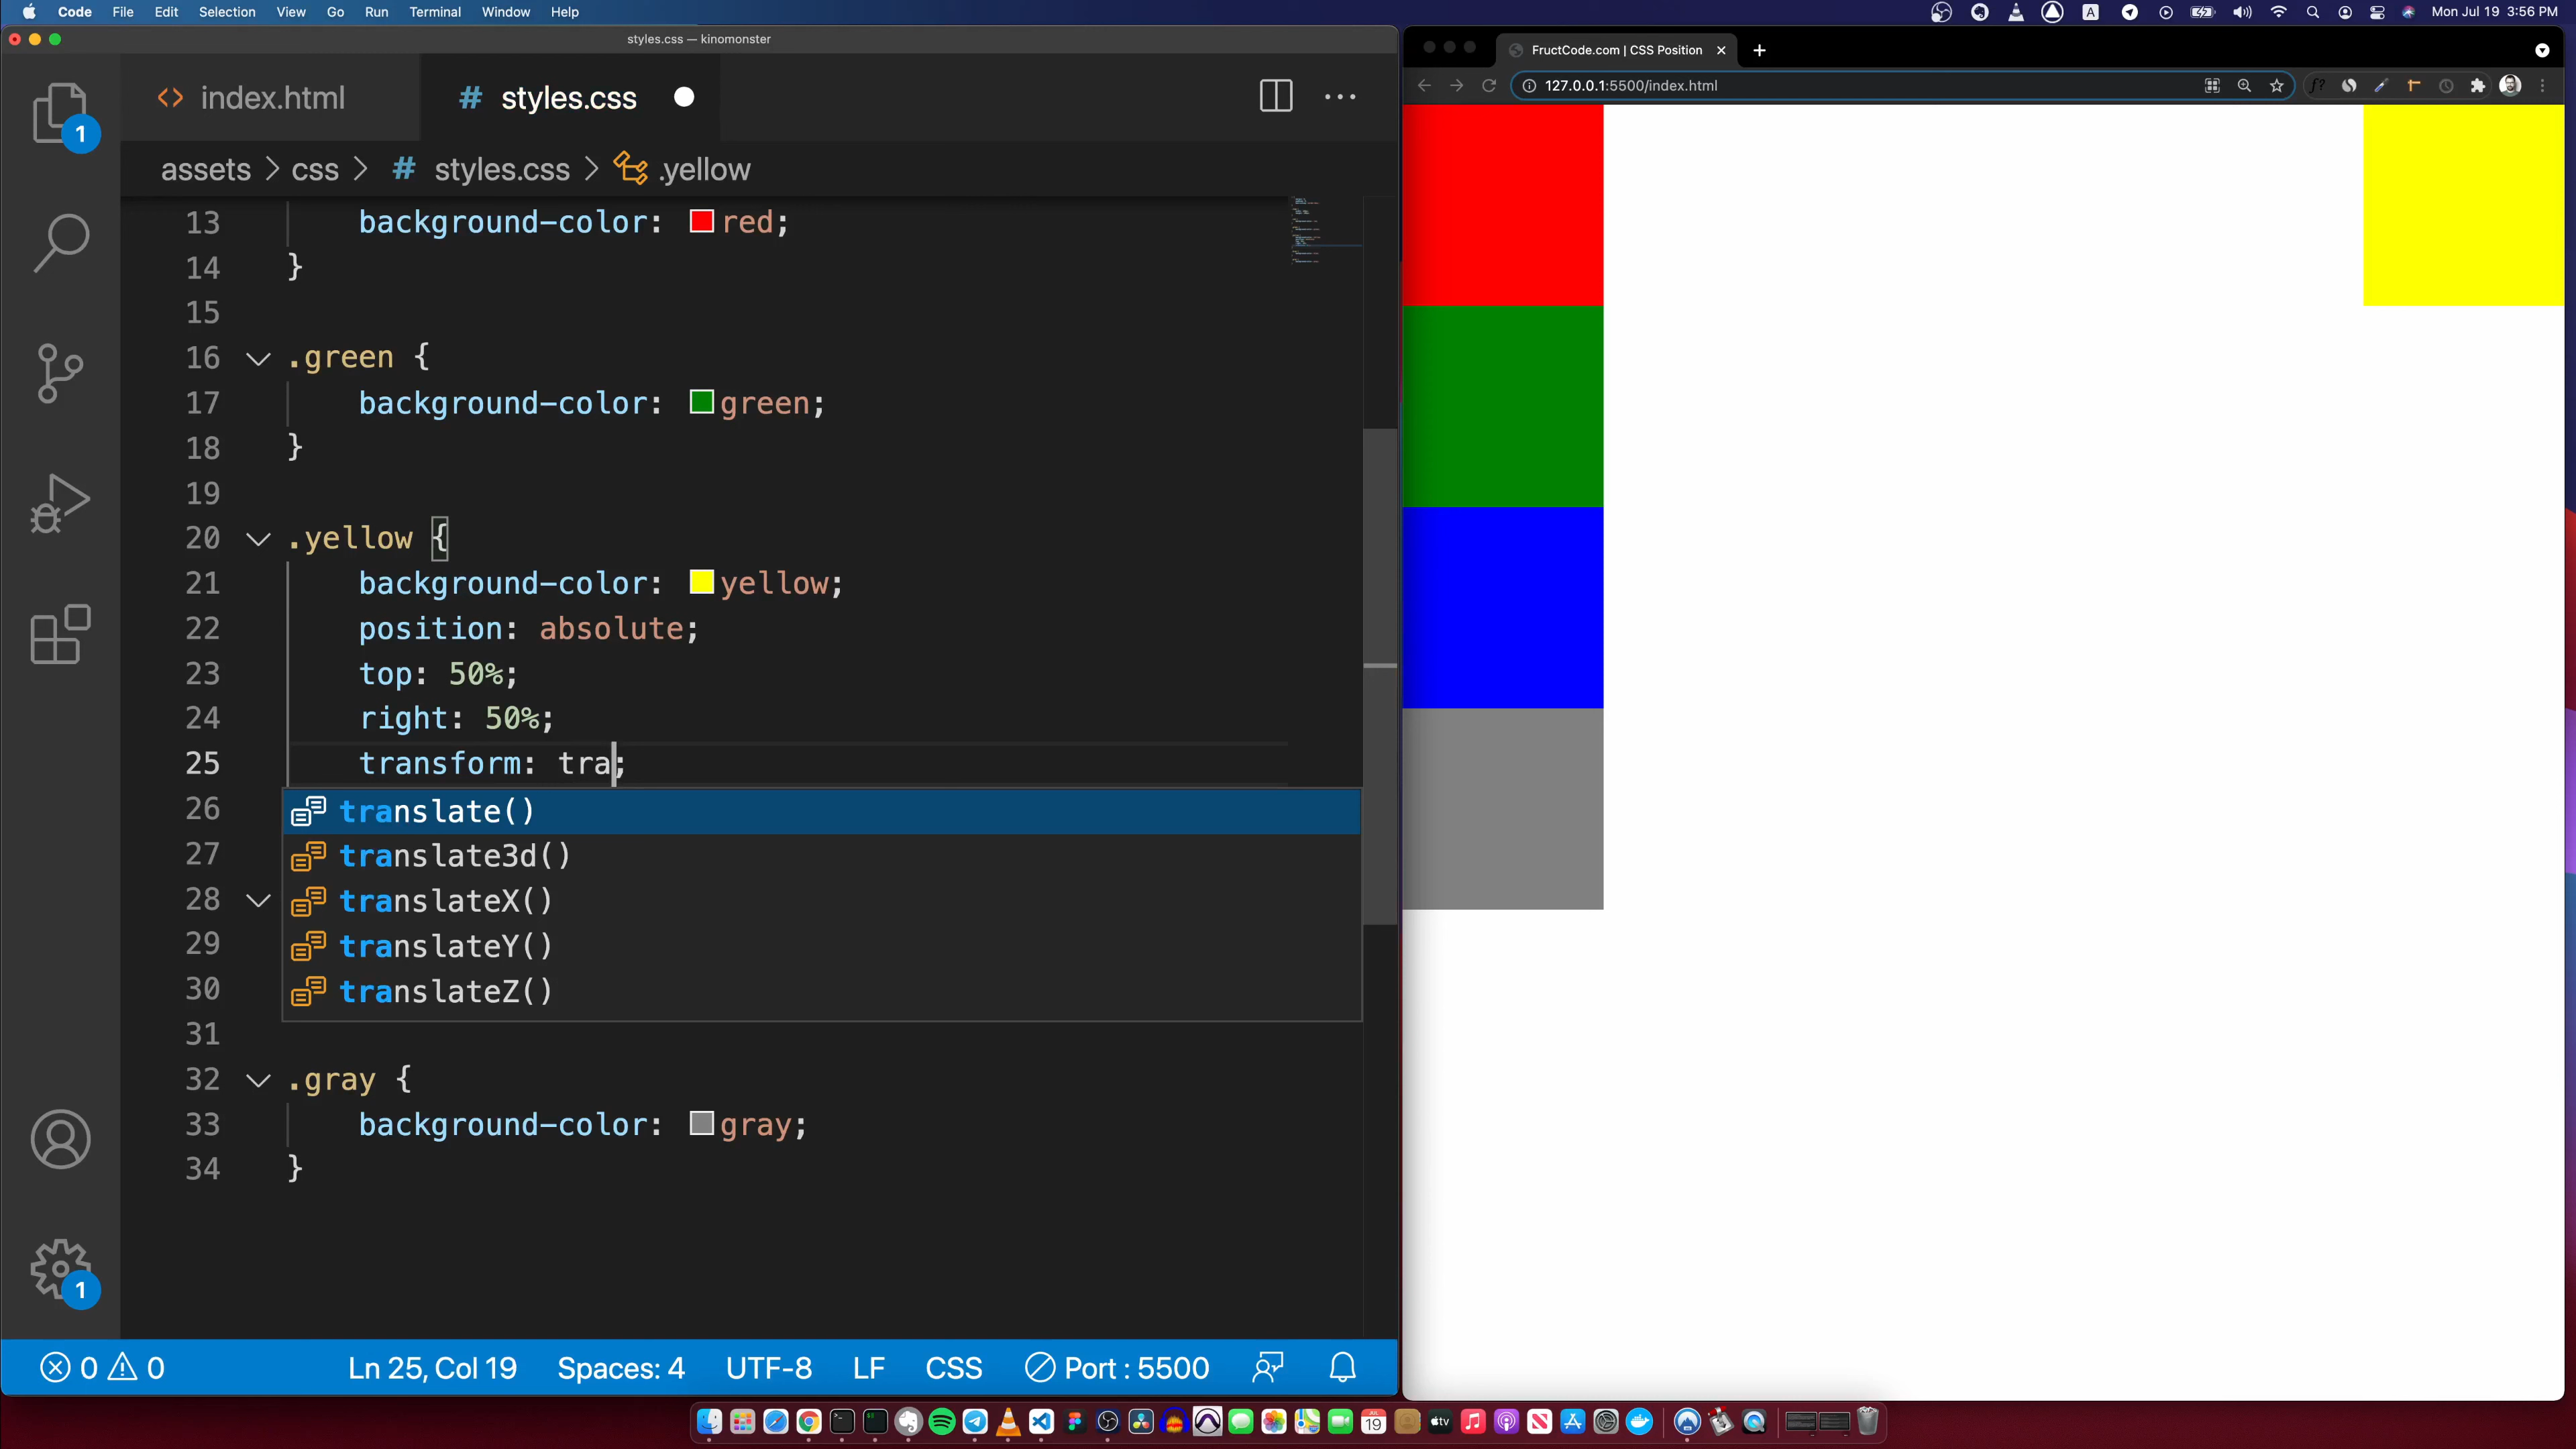 Code File Edit Selection View Go Run Terminal Window Help
A
Mon Jul 19 3:56 PM
styles.css — kinomonster
index.html
# styles.css
assets > css > # styles.css > .yellow
1
13 background-color: red;
14 }
15
16 .green {
17 background-color: green;
18 }
19
20 .yellow {
21 background-color: yellow;
22 position: absolute;
23 top: 50%;
24 right: 50%;
25 transform: tra;
26 translate()
27 translate3d()
28 translateX()
29 translateY()
30 translateZ()
31
32 .gray {
33 background-color: gray;
34 }
1
0 0
Ln 25, Col 19 Spaces: 4 UTF-8 LF CSS Port : 5500
FructCode.com | CSS Position
127.0.0.1:5500/index.html
f?
JUL
19
tv